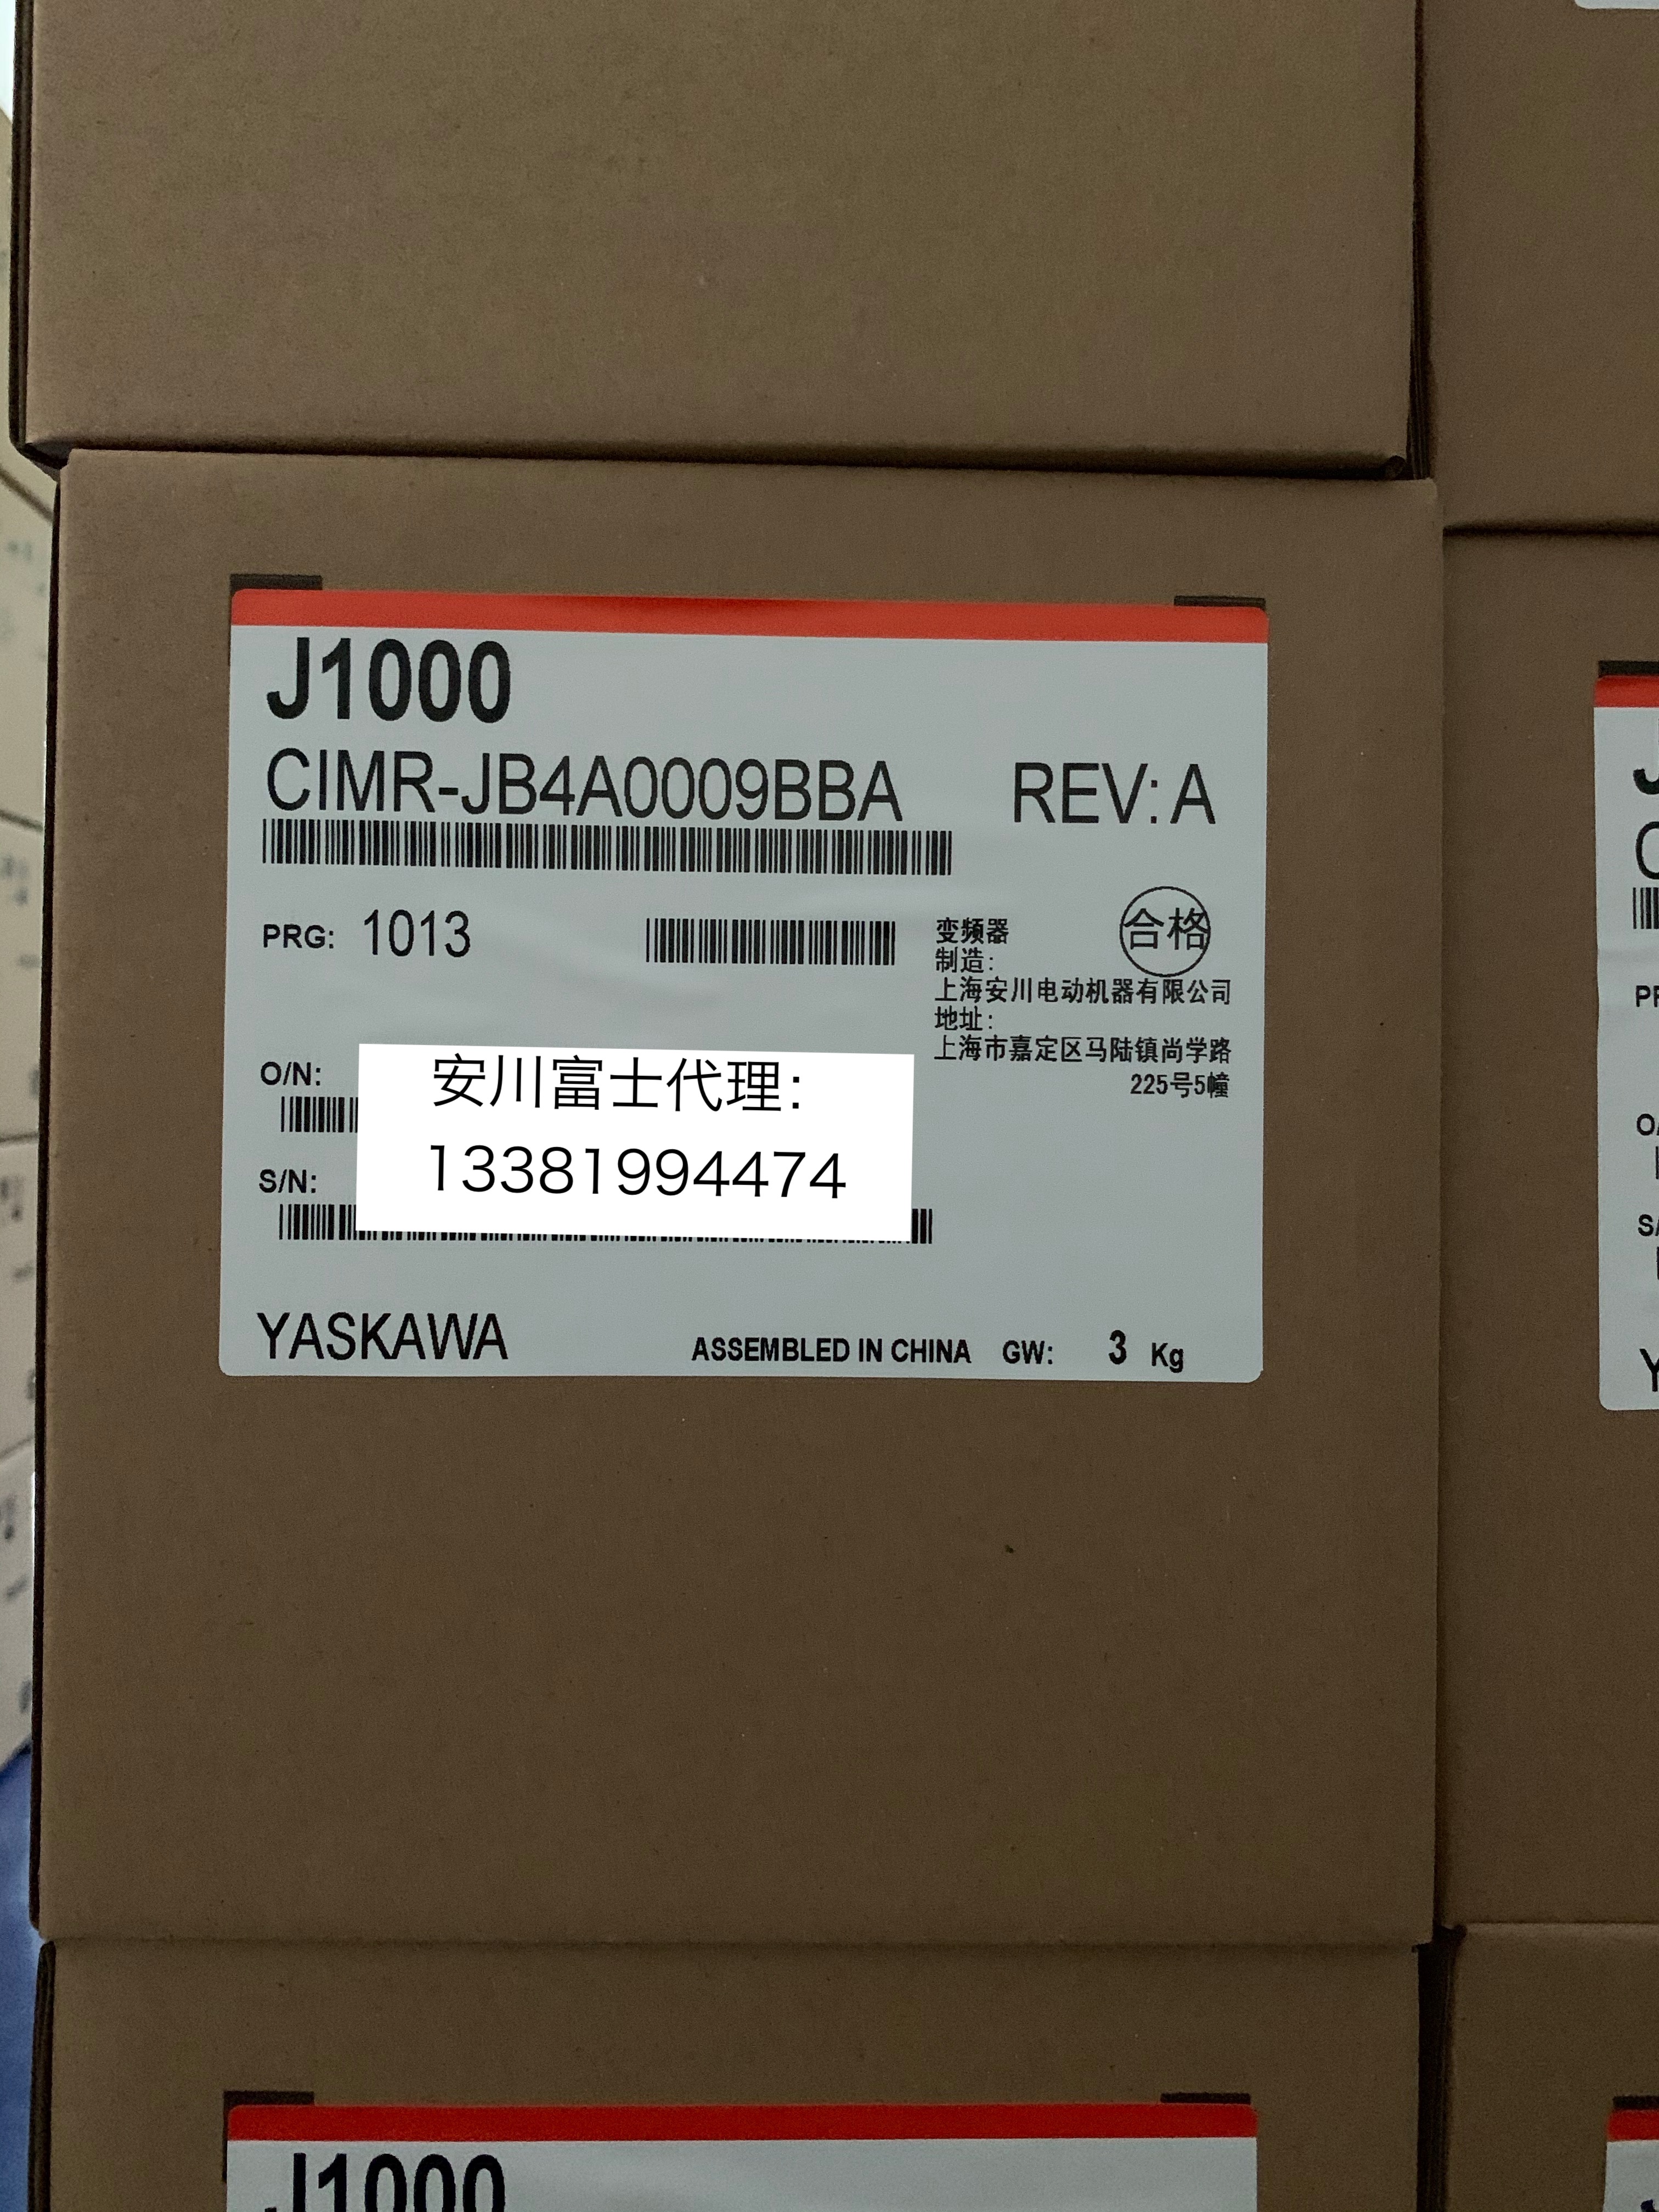 J1000
CIMR-JB4A0009BBA REV: A
PRG: 1013
合格
变频器
制造:
上海安川电动机器有限公司
地址:
上海市嘉定区马陆镇尚学路
225号5幢
O/N:
安川富士代理:
13381994474
S/N:
YASKAWA ASSEMBLED IN CHINA GW: 3 Kg
J1000